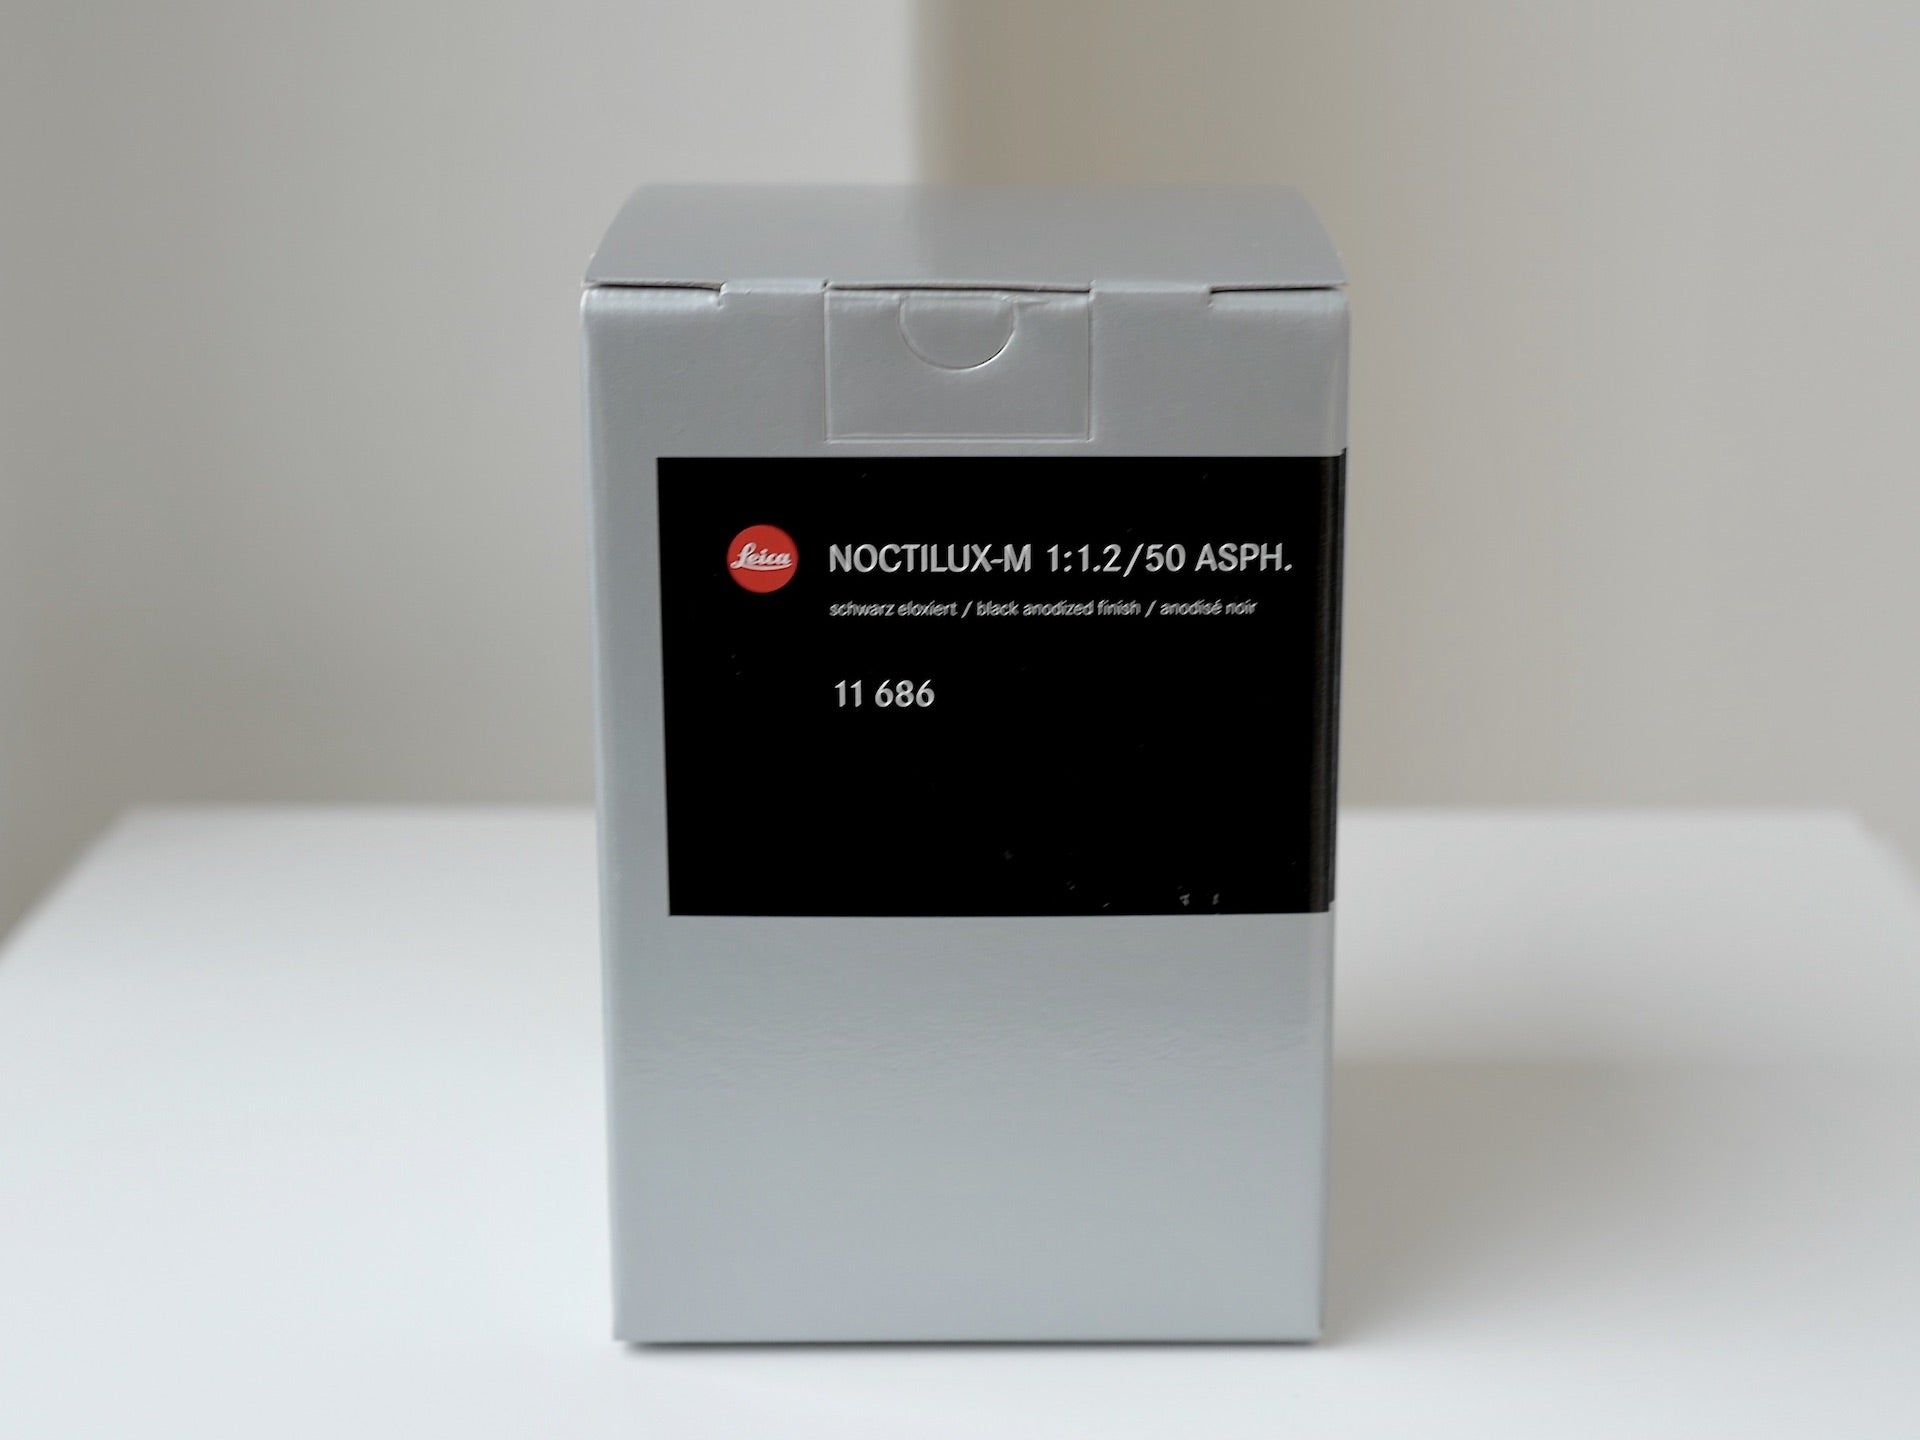 Leica
NOCTILUX-M 1:1.2/50 ASPH.
schwarz eloxiert / black anodized finish / anodisé noir
11 686